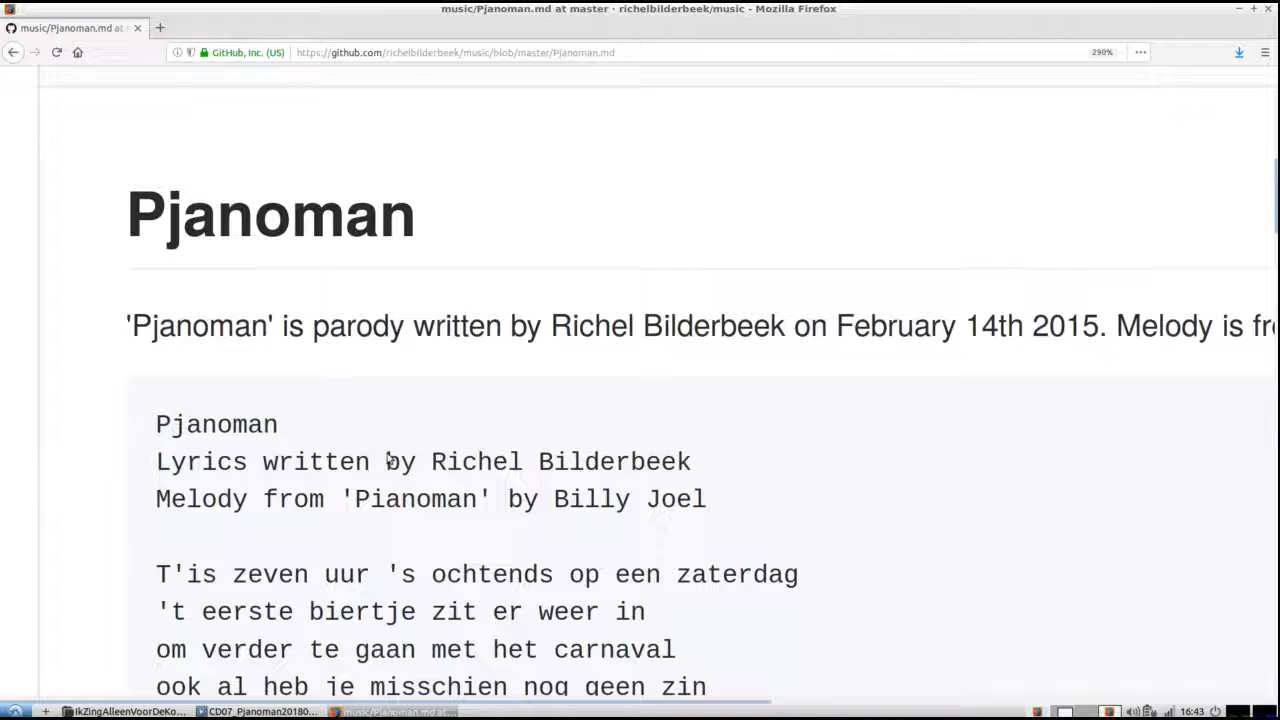 music/Pjanoman.md at master · richelbilderbeek/music - Mozilla Firefox
music/Pjanoman.md at
GitHub, Inc. (US)
https://github.com/richelbilderbeek/music/blob/master/Pjanoman.md
290%
Pjanoman
'Pjanoman' is parody written by Richel Bilderbeek on February 14th 2015. Melody is fr
Pjanoman
Lyrics written by Richel Bilderbeek
Melody from 'Pianoman' by Billy Joel
T'is zeven uur 's ochtends op een zaterdag
't eerste biertje zit er weer in
om verder te gaan met het carnaval
ook al heb je misschien nog geen zin
IkZingAlleenVoorDeKo...
CD07_Pjanoman20180...
music/Pjanoman.md at...
16:43